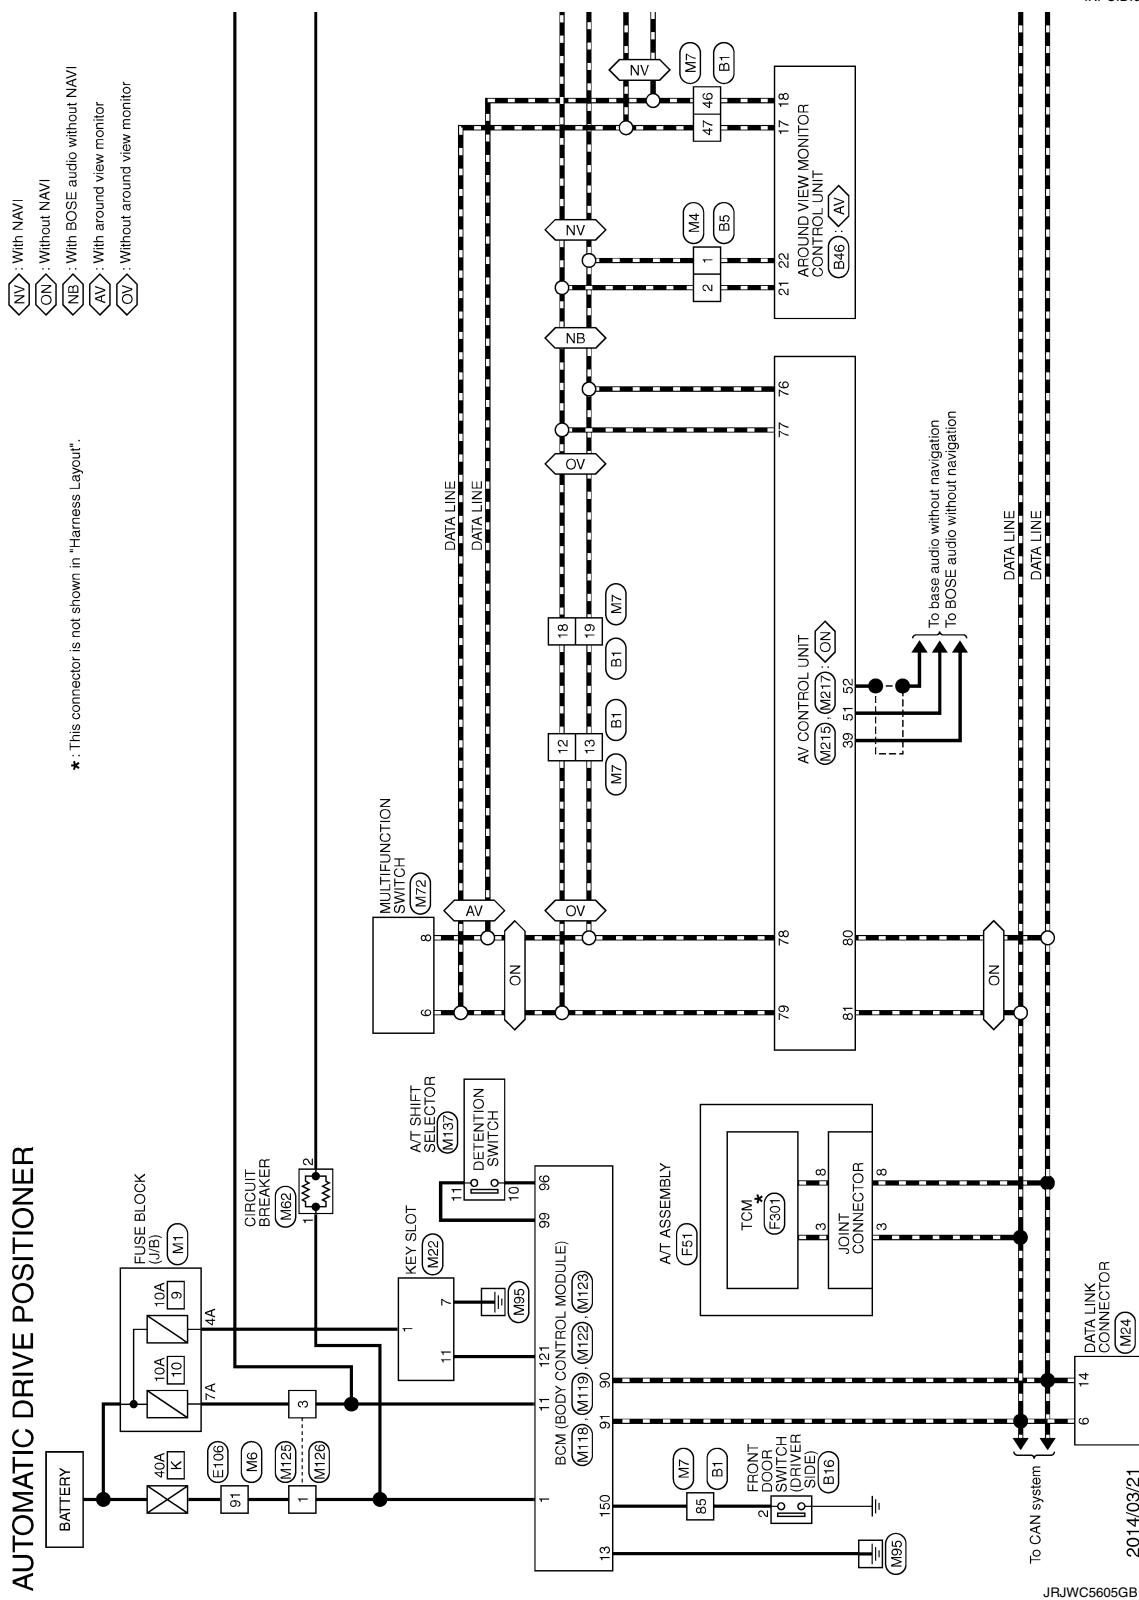 AUTOMATIC DRIVE POSITIONER
NV : With NAVI
ON : Without NAVI
NB : With BOSE audio without NAVI
AV : With around view monitor
OV : Without around view monitor
* : This connector is not shown in "Harness Layout".
BATTERY
40A
K
10A
10
10A
9
FUSE BLOCK
(J/B)
M1
7A
4A
91
E106
M6
1
3
M125
M126
CIRCUIT
BREAKER
M62
1
2
KEY SLOT
M22
1
7
11
M95
A/T SHIFT
SELECTOR
M137
DETENTION
SWITCH
11
10
1
11
121
99
96
BCM (BODY CONTROL MODULE)
M118 , M119 , M122 , M123
13
150
91
90
M95
85
M7
B1
2
FRONT
DOOR
SWITCH
(DRIVER
SIDE)
B16
MULTIFUNCTION
SWITCH
M72
6
8
AV
ON
OV
DATA LINE
DATA LINE
12
13
M7
B1
18
19
B1
M7
OV
NB
NV
NV
46
47
M7
B1
1
2
M4
B5
18
17
22
21
AROUND VIEW MONITOR
CONTROL UNIT
B46 : AV
79
78
77
76
AV CONTROL UNIT
M215 , M217 : ON
81
80
39
51
52
To base audio without navigation
To BOSE audio without navigation
ON
DATA LINE
DATA LINE
A/T ASSEMBLY
F51
TCM*
F301
3
8
JOINT
CONNECTOR
3
8
DATA LINK
CONNECTOR
M24
6
14
To CAN system
2014/03/21
JRJWC5605GB